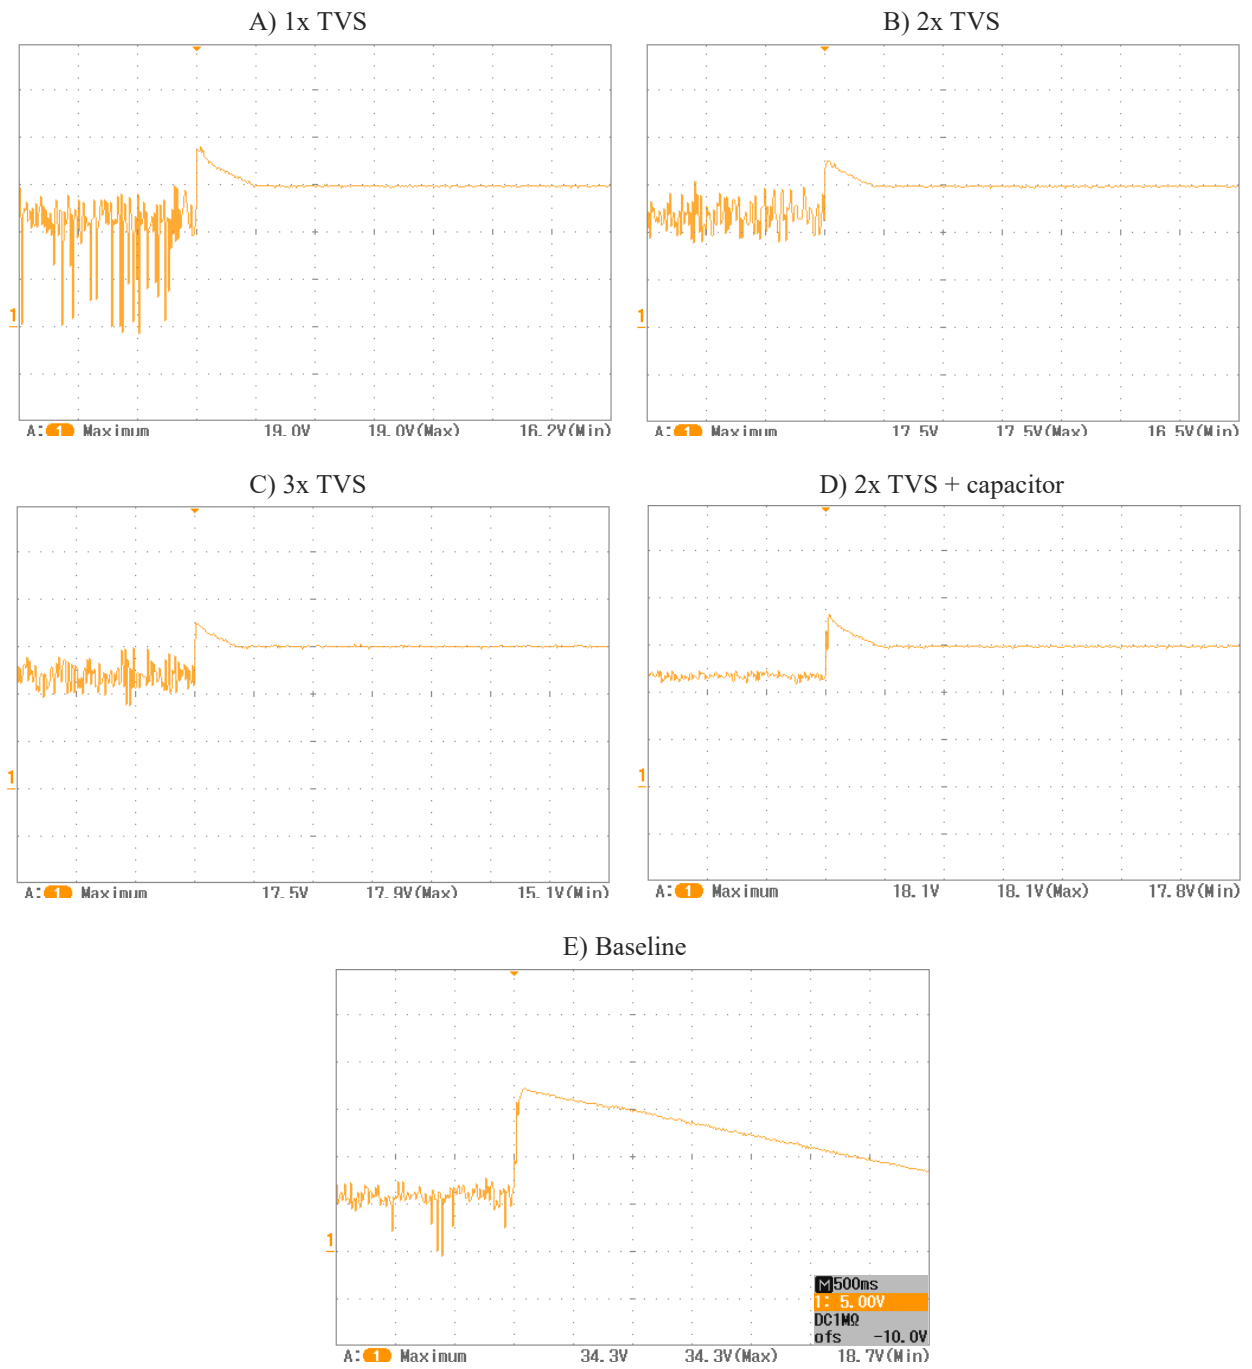 A) 1x TVS
B) 2x TVS
1
1
A: 1 Maximum 19.0V 19.0V(Max) 16.2V(Min)
A: 1 Maximum 17.5V 17.5V(Max) 16.5V(Min)
C) 3x TVS
D) 2x TVS + capacitor
1
1
A: 1 Maximum 17.5V 17.9V(Max) 15.1V(Min)
A: 1 Maximum 18.1V 18.1V(Max) 17.8V(Min)
E) Baseline
1
M 500ms
1: 5.00V
DC1MΩ
ofs -10.0V
A: 1 Maximum 34.3V 34.3V(Max) 18.7V(Min)